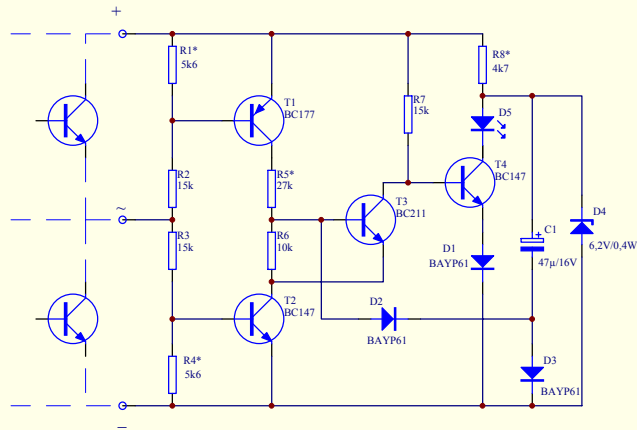 +
R1*
5k6
R8*
4k7
T1
BC177
R7
15k
D5
R2
15k
R5*
27k
T4
BC147
T3
BC211
~
R3
15k
R6
10k
D4
6,2V/0,4W
C1
+
47µ/16V
D1
BAYP61
T2
BC147
D2
BAYP61
R4*
5k6
D3
BAYP61
−